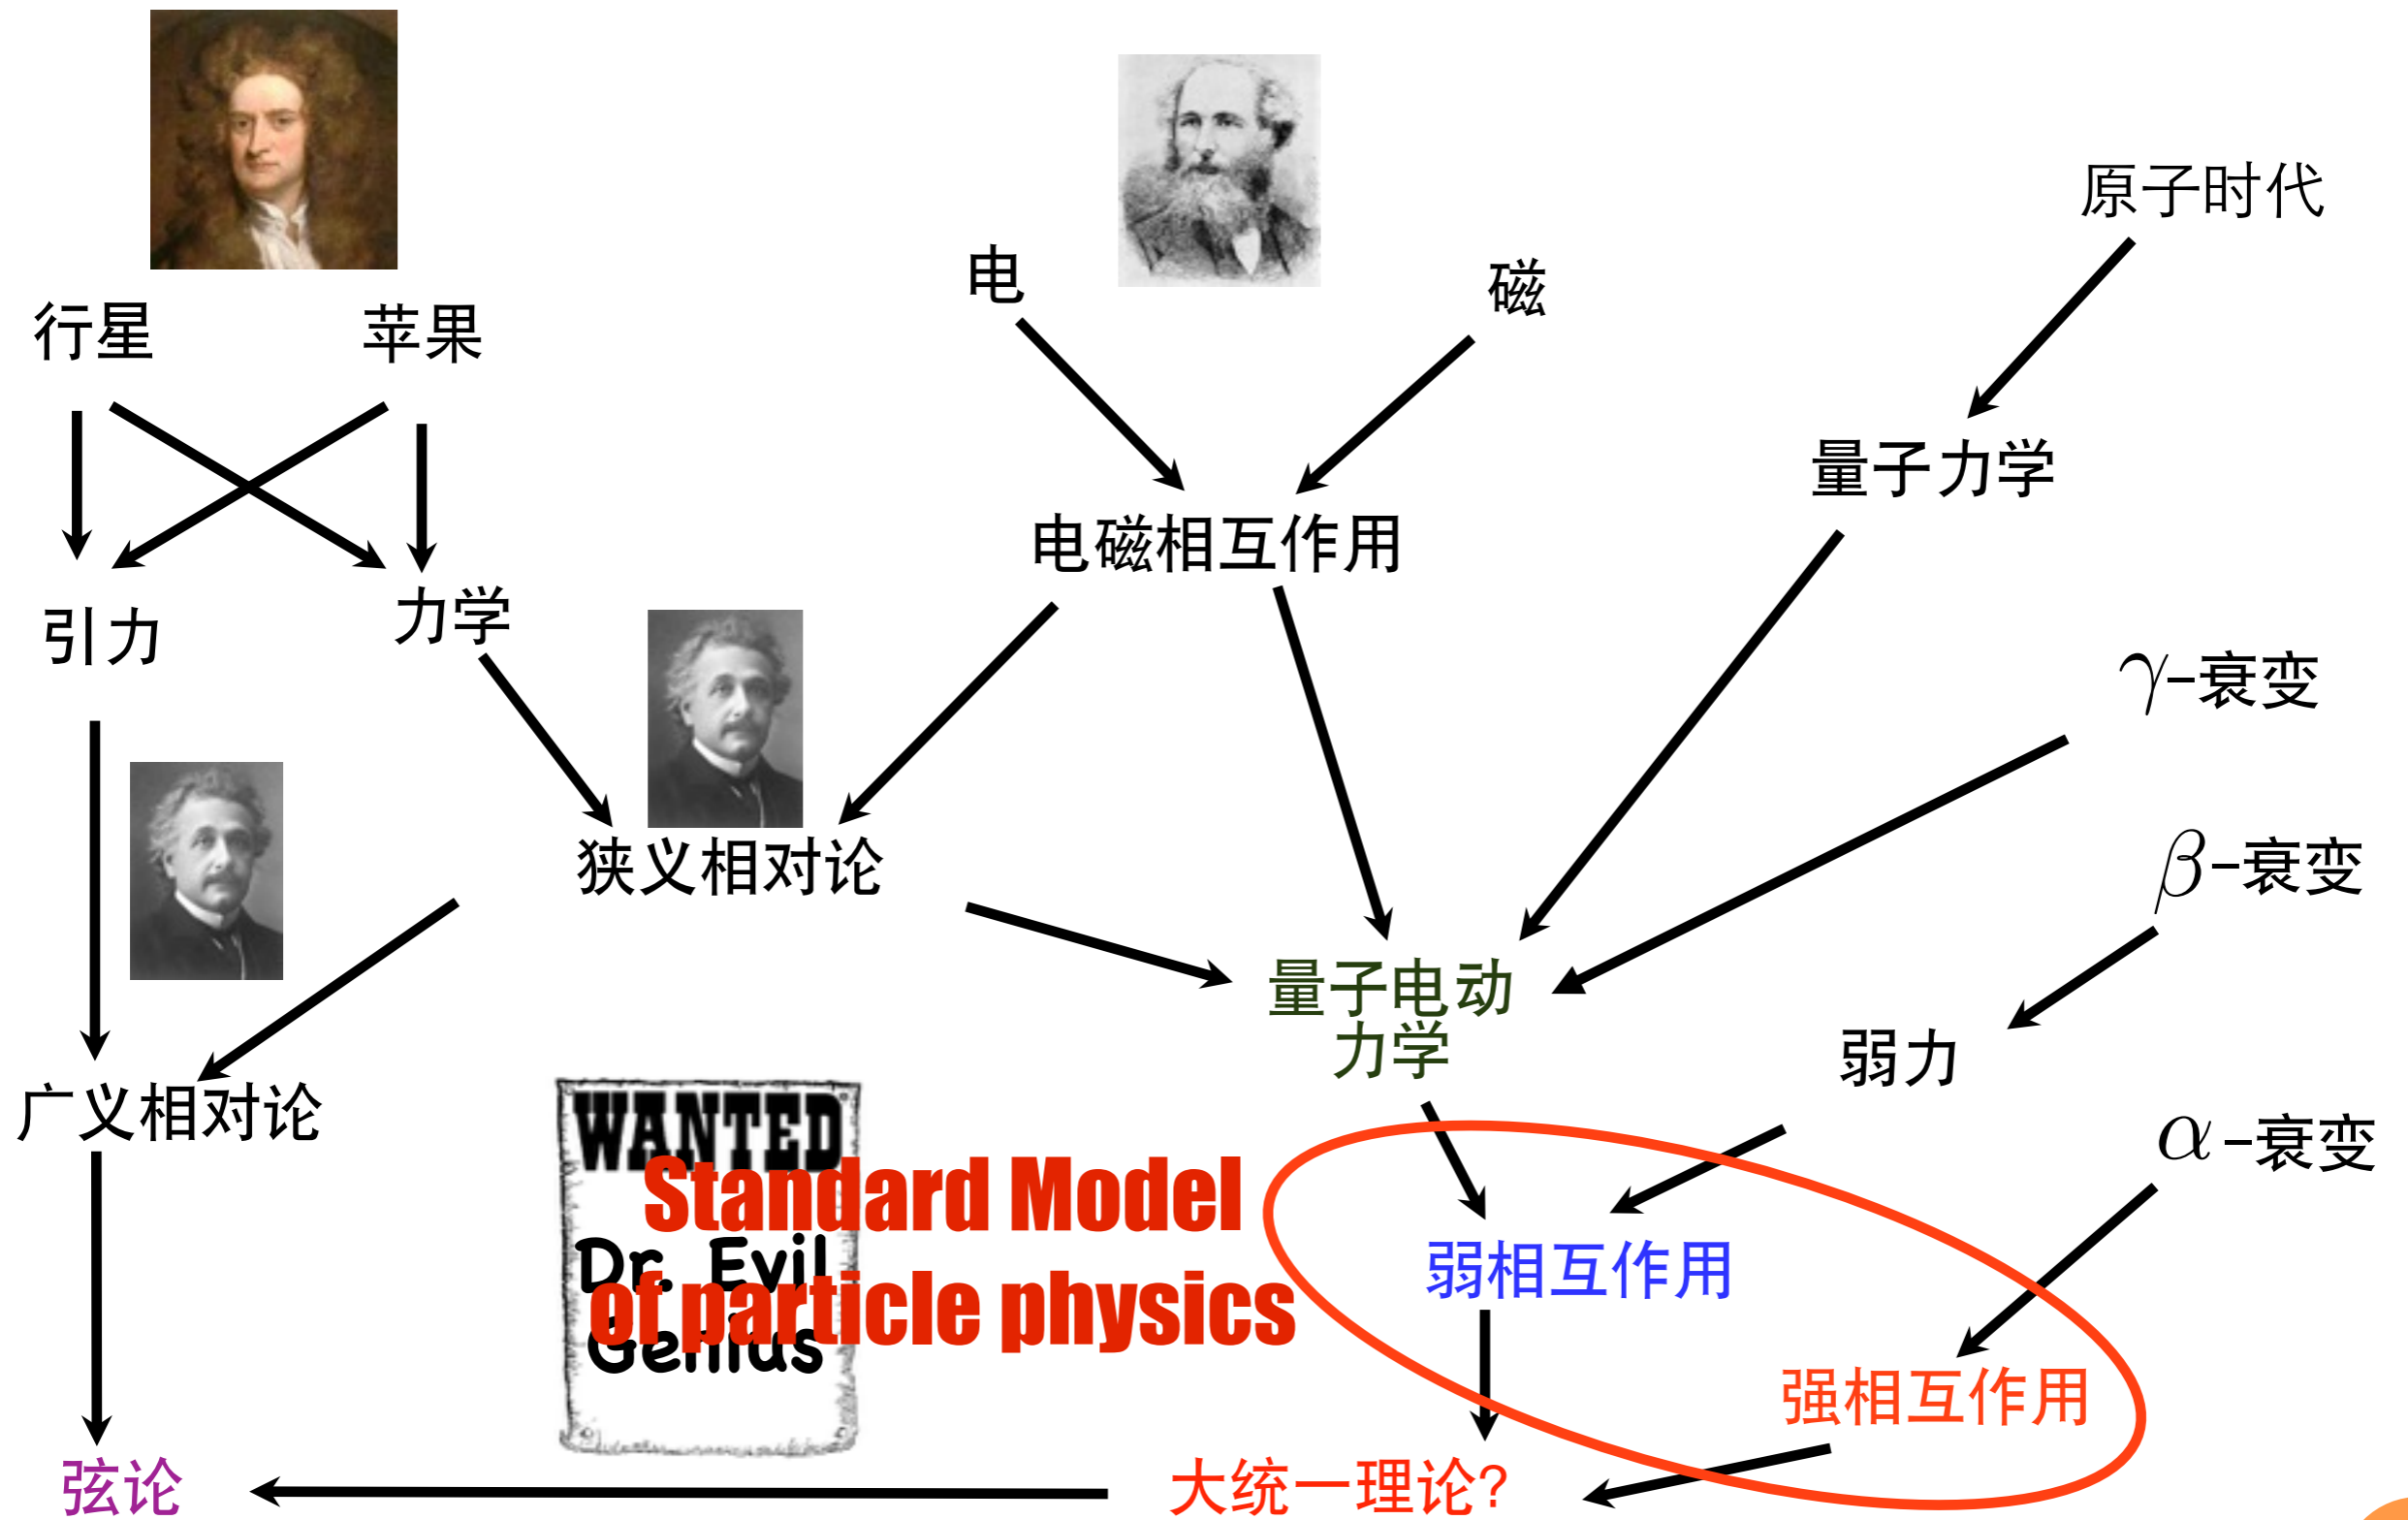 原子时代
电
磁
行星
苹果
量子力学
电磁相互作用
引力
力学
γ-衰变
狭义相对论
β-衰变
量子电动
力学
弱力
广义相对论
α-衰变
WANTED
Standard Model
Dr. Evil
of particle physics
Genius
弱相互作用
强相互作用
弦论
大统一理论?